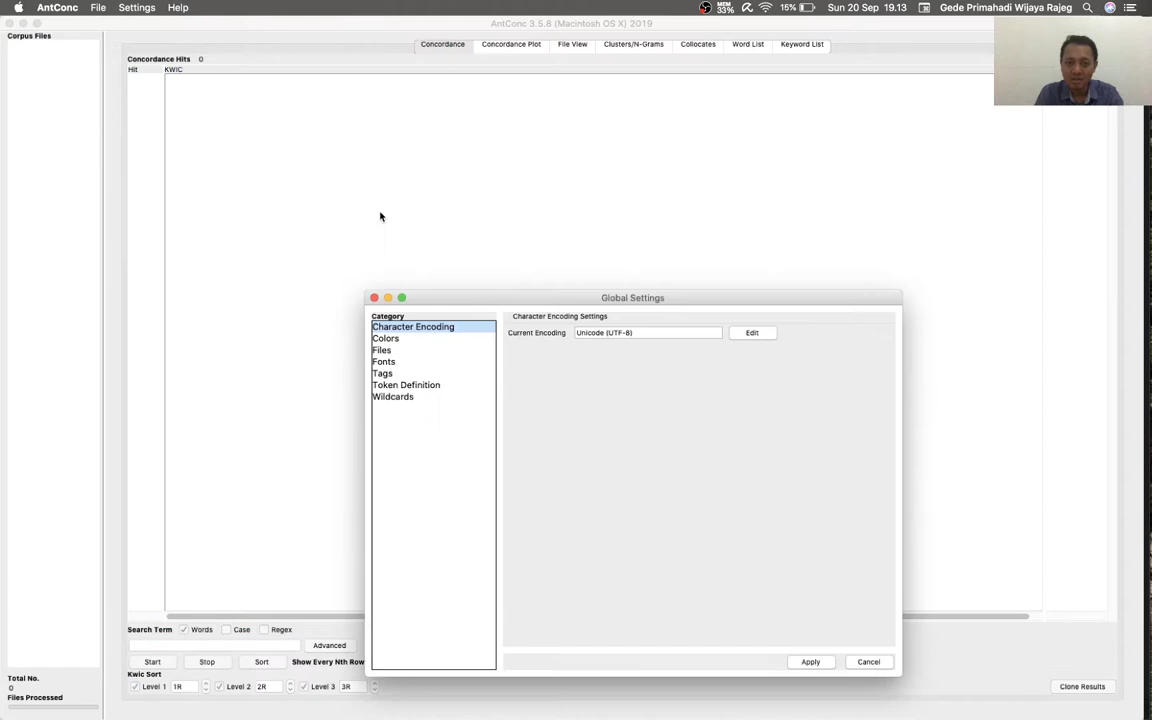 AntConc File Settings Help MEM 33% 15% Sun 20 Sep 19.13 Gede Primahadi Wijaya Rajeg
AntConc 3.5.8 (Macintosh OS X) 2019
Corpus Files
Concordance Concordance Plot File View Clusters/N-Grams Collocates Word List Keyword List
Concordance Hits 0
Hit KWIC
Global Settings
Category
Character Encoding
Colors
Files
Fonts
Tags
Token Definition
Wildcards
Character Encoding Settings
Current Encoding Unicode (UTF-8) Edit
Apply Cancel
Search Term Words Case Regex
Advanced
Start Stop Sort Show Every Nth Row
Kwic Sort
Level 1 1R Level 2 2R Level 3 3R
Clone Results
Total No.
0
Files Processed